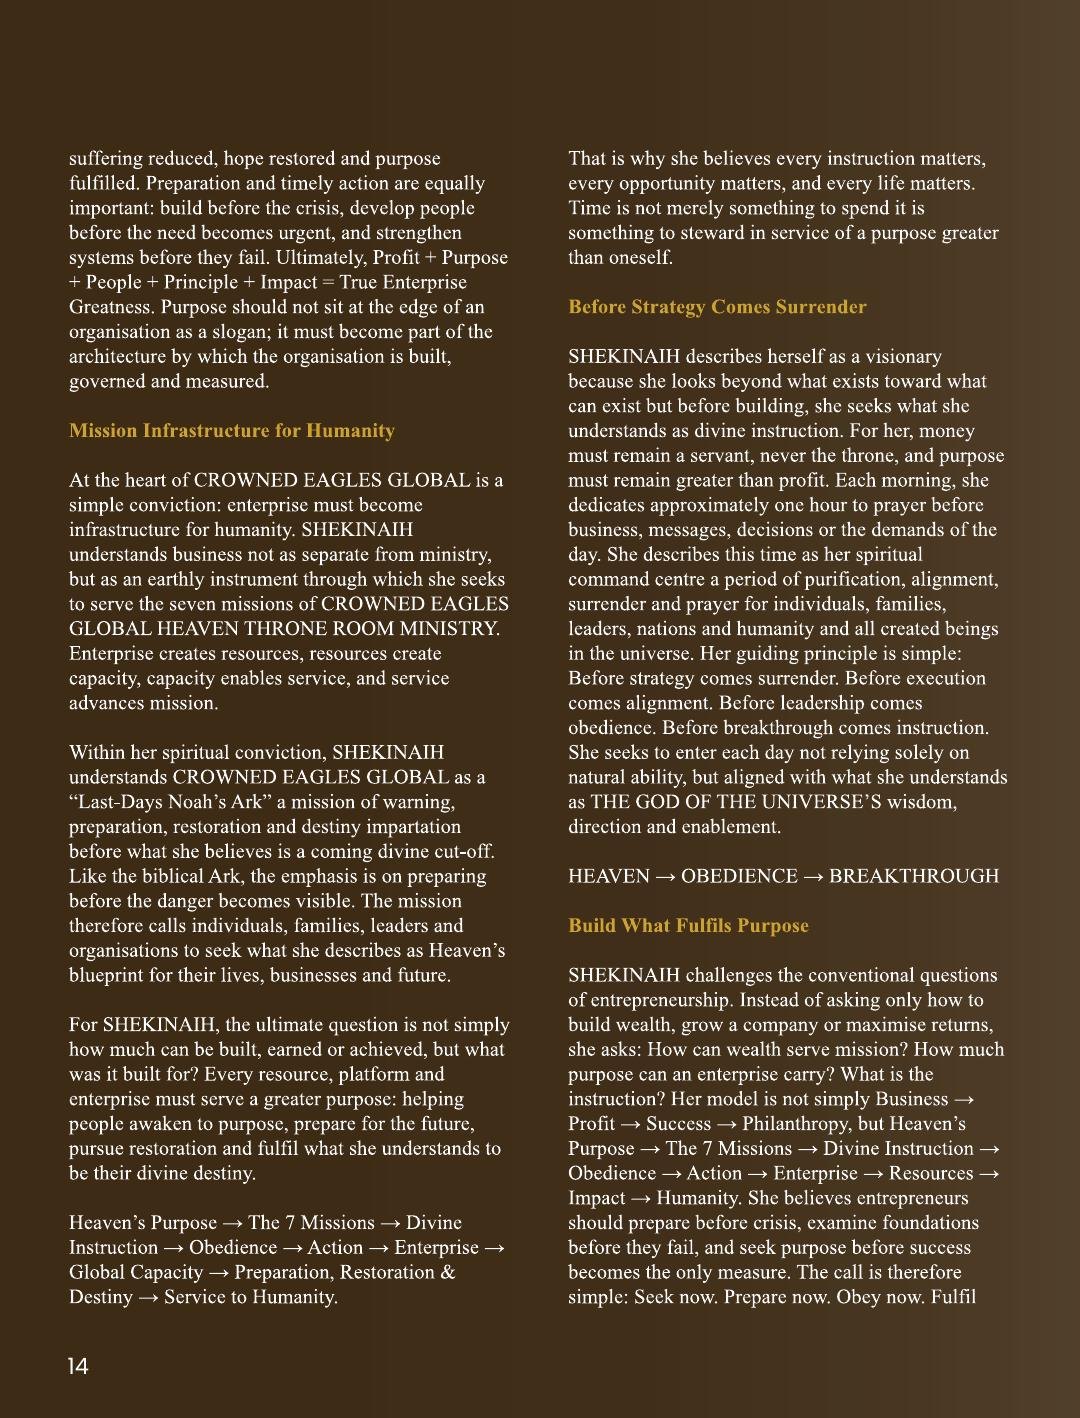 suffering reduced, hope restored and purpose
fulfilled. Preparation and timely action are equally
important: build before the crisis, develop people
before the need becomes urgent, and strengthen
systems before they fail. Ultimately, Profit + Purpose
+ People + Principle + Impact = True Enterprise
Greatness. Purpose should not sit at the edge of an
organisation as a slogan; it must become part of the
architecture by which the organisation is built,
governed and measured.
Mission Infrastructure for Humanity
At the heart of CROWNED EAGLES GLOBAL is a
simple conviction: enterprise must become
infrastructure for humanity. SHEKINAIH
understands business not as separate from ministry,
but as an earthly instrument through which she seeks
to serve the seven missions of CROWNED EAGLES
GLOBAL HEAVEN THRONE ROOM MINISTRY.
Enterprise creates resources, resources create
capacity, capacity enables service, and service
advances mission.
Within her spiritual conviction, SHEKINAIH
understands CROWNED EAGLES GLOBAL as a
“Last-Days Noah’s Ark” a mission of warning,
preparation, restoration and destiny impartation
before what she believes is a coming divine cut-off.
Like the biblical Ark, the emphasis is on preparing
before the danger becomes visible. The mission
therefore calls individuals, families, leaders and
organisations to seek what she describes as Heaven’s
blueprint for their lives, businesses and future.
For SHEKINAIH, the ultimate question is not simply
how much can be built, earned or achieved, but what
was it built for? Every resource, platform and
enterprise must serve a greater purpose: helping
people awaken to purpose, prepare for the future,
pursue restoration and fulfil what she understands to
be their divine destiny.
Heaven’s Purpose → The 7 Missions → Divine
Instruction → Obedience → Action → Enterprise →
Global Capacity → Preparation, Restoration &
Destiny → Service to Humanity.
That is why she believes every instruction matters,
every opportunity matters, and every life matters.
Time is not merely something to spend it is
something to steward in service of a purpose greater
than oneself.
Before Strategy Comes Surrender
SHEKINAIH describes herself as a visionary
because she looks beyond what exists toward what
can exist but before building, she seeks what she
understands as divine instruction. For her, money
must remain a servant, never the throne, and purpose
must remain greater than profit. Each morning, she
dedicates approximately one hour to prayer before
business, messages, decisions or the demands of the
day. She describes this time as her spiritual
command centre a period of purification, alignment,
surrender and prayer for individuals, families,
leaders, nations and humanity and all created beings
in the universe. Her guiding principle is simple:
Before strategy comes surrender. Before execution
comes alignment. Before leadership comes
obedience. Before breakthrough comes instruction.
She seeks to enter each day not relying solely on
natural ability, but aligned with what she understands
as THE GOD OF THE UNIVERSE’S wisdom,
direction and enablement.
HEAVEN → OBEDIENCE → BREAKTHROUGH
Build What Fulfils Purpose
SHEKINAIH challenges the conventional questions
of entrepreneurship. Instead of asking only how to
build wealth, grow a company or maximise returns,
she asks: How can wealth serve mission? How much
purpose can an enterprise carry? What is the
instruction? Her model is not simply Business →
Profit → Success → Philanthropy, but Heaven’s
Purpose → The 7 Missions → Divine Instruction →
Obedience → Action → Enterprise → Resources →
Impact → Humanity. She believes entrepreneurs
should prepare before crisis, examine foundations
before they fail, and seek purpose before success
becomes the only measure. The call is therefore
simple: Seek now. Prepare now. Obey now. Fulfil
14